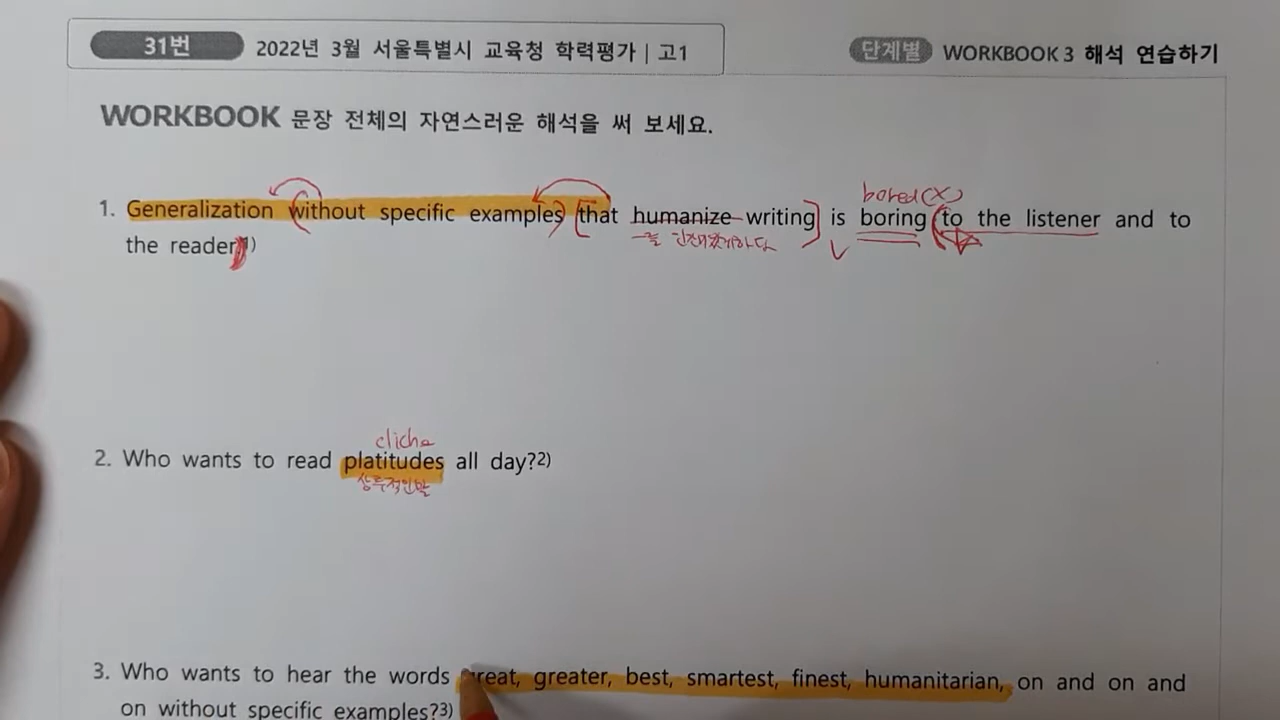 31번 2022년 3월 서울특별시 교육청 학력평가 | 고1 단계별 WORKBOOK 3 해석 연습하기
WORKBOOK 문장 전체의 자연스러운 해석을 써 보세요.
bored(X)
1. Generalization without specific examples that humanize writing is boring to the listener and to
~를 인간미있게하다
the reader.1)
cliche
2. Who wants to read platitudes all day?2)
상투적인말
3. Who wants to hear the words great, greater, best, smartest, finest, humanitarian, on and on and
on without specific examples?3)